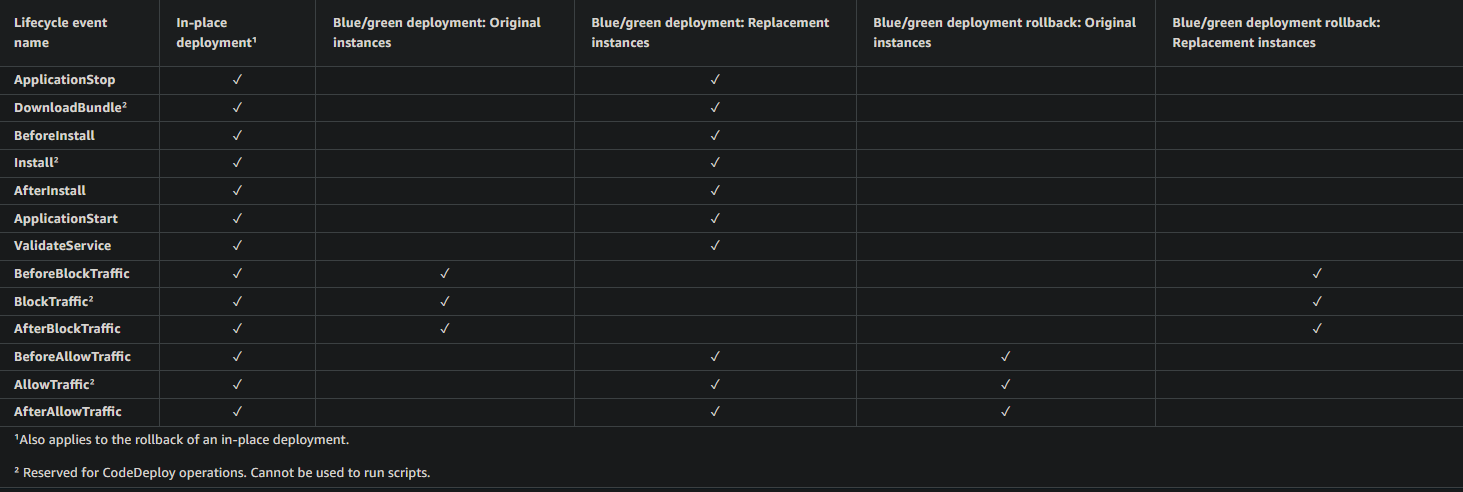 Lifecycle event name In-place deployment¹ Blue/green deployment: Original instances Blue/green deployment: Replacement instances Blue/green deployment rollback: Original instances Blue/green deployment rollback: Replacement instances
ApplicationStop ✓ ✓
DownloadBundle² ✓ ✓
BeforeInstall ✓ ✓
Install² ✓ ✓
AfterInstall ✓ ✓
ApplicationStart ✓ ✓
ValidateService ✓ ✓
BeforeBlockTraffic ✓ ✓ ✓
BlockTraffic² ✓ ✓ ✓
AfterBlockTraffic ✓ ✓ ✓
BeforeAllowTraffic ✓ ✓ ✓
AllowTraffic² ✓ ✓ ✓
AfterAllowTraffic ✓ ✓ ✓
¹Also applies to the rollback of an in-place deployment.
² Reserved for CodeDeploy operations. Cannot be used to run scripts.